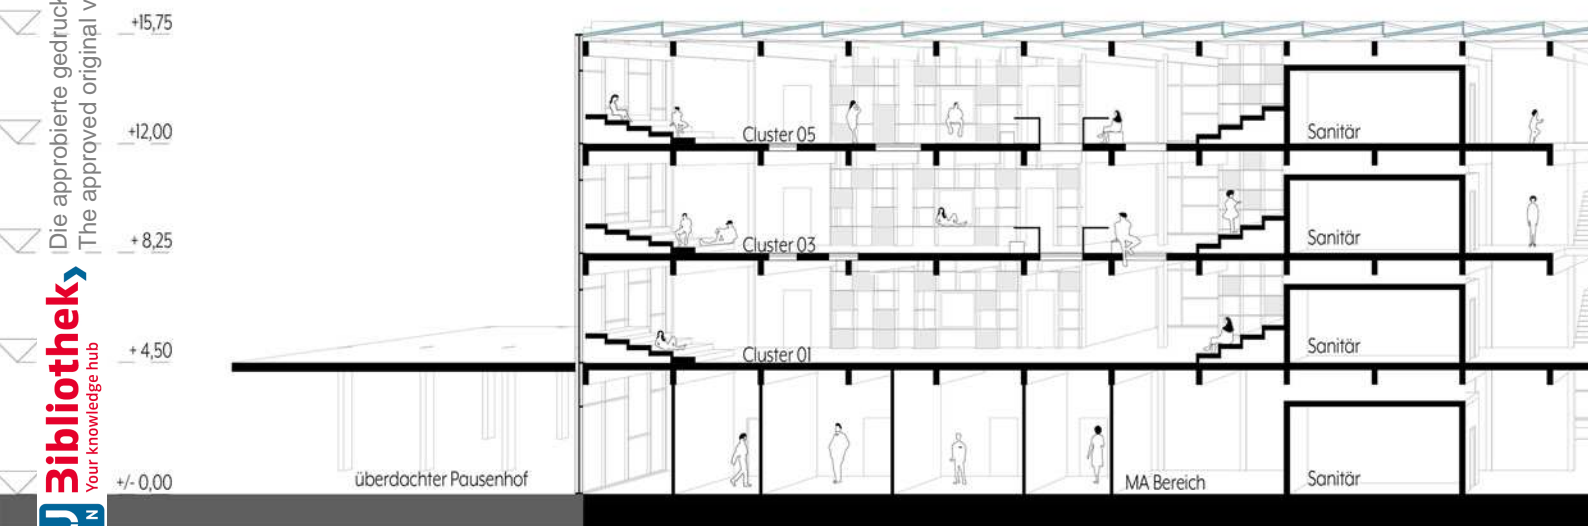 +15,75
+12,00
+ 8,25
+ 4,50
+/- 0,00
Die approbierte gedruck
The approved original v
Bibliothek
Your knowledge hub
Cluster 05
Sanitär
Cluster 03
Sanitär
Cluster 01
Sanitär
überdachter Pausenhof
MA Bereich
Sanitär